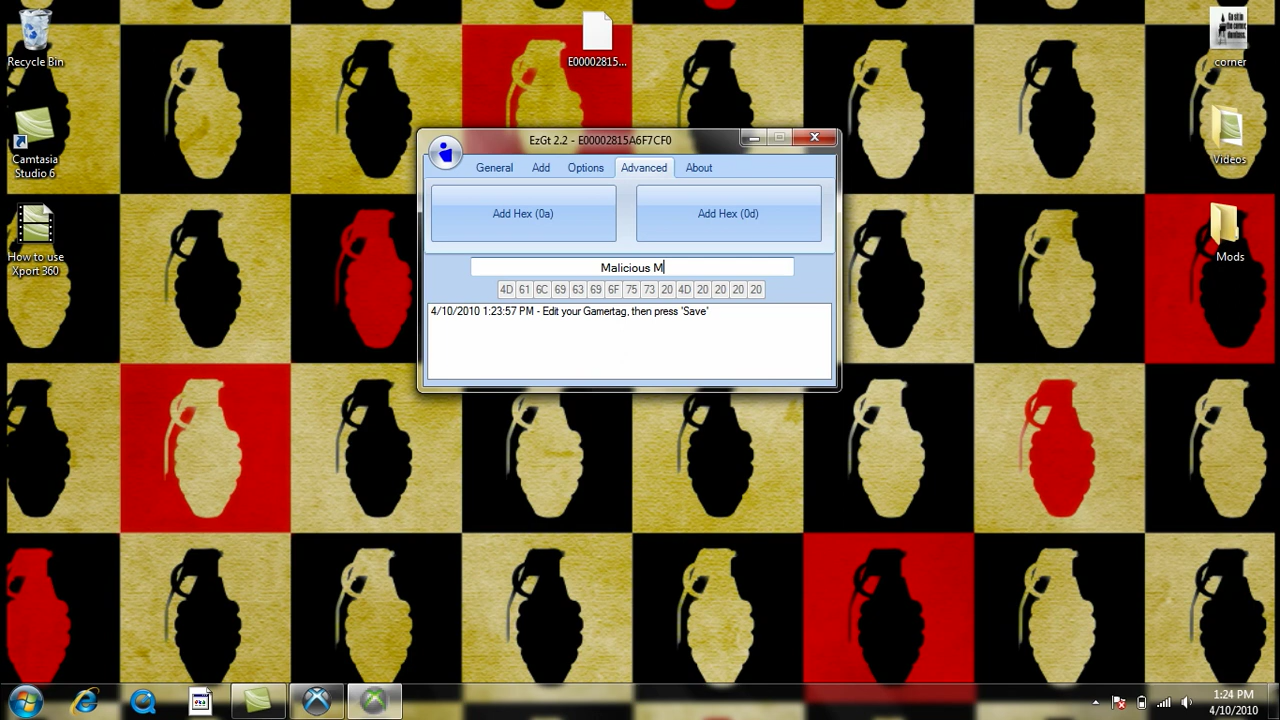 Recycle Bin
Camtasia
Studio 6
How to use
Xport 360
E00002815...
corner
Videos
Mods
EzGt 2.2 - E00002815A6F7CF0
General Add Options Advanced About
Add Hex (0a) Add Hex (0d)
Malicious M
4D 61 6C 69 63 69 6F 75 73 20 4D 20 20 20 20
4/10/2010 1:23:57 PM - Edit your Gamertag, then press 'Save'
1:24 PM
4/10/2010